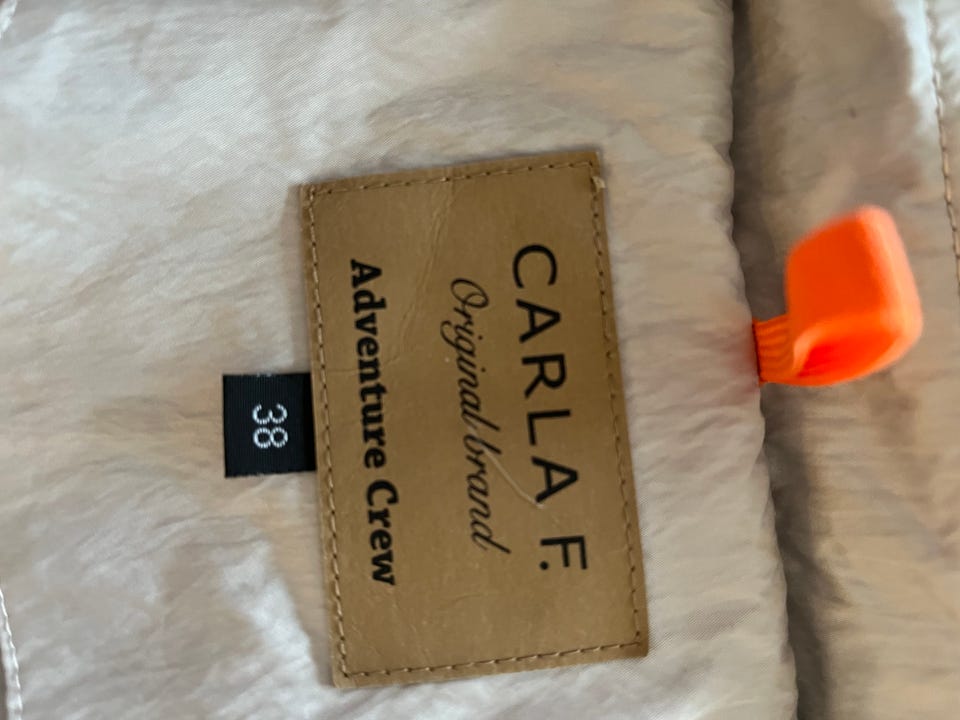 CARLA F.
Original brand
Adventure Crew
38